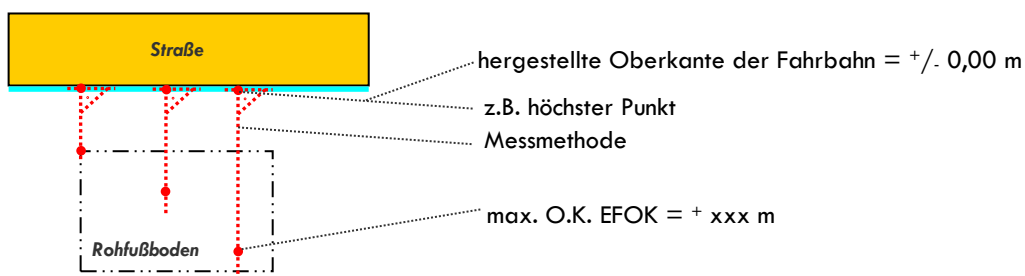 Straße
hergestellte Oberkante der Fahrbahn = +/- 0,00 m
z.B. höchster Punkt
Messmethode
max. O.K. EFOK = + xxx m
Rohfußboden